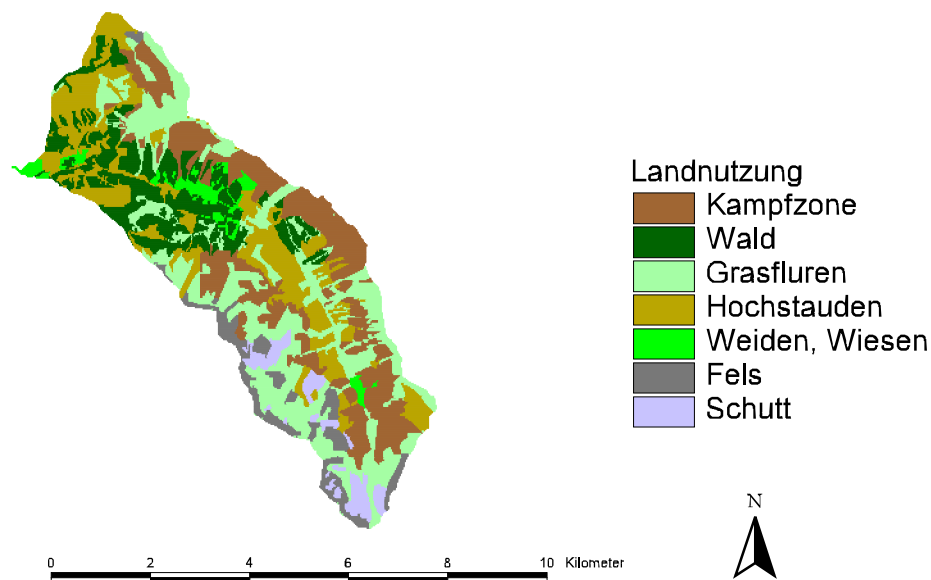 Landnutzung
Kampfzone
Wald
Grasfluren
Hochstauden
Weiden, Wiesen
Fels
Schutt
N
0 2 4 6 8 10 Kilometer